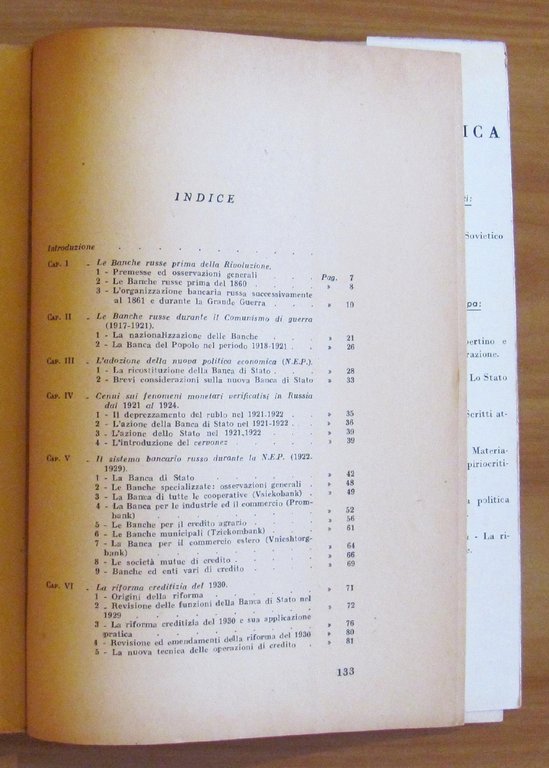 INDICE
Introduzione
CAP. I - Le Banche russe prima della Rivoluzione.
1 - Premesse ed osservazioni generali Pag. 7
2 - Le Banche russe prima del 1860 » 8
3 - L'organizzazione bancaria russa successivamente
al 1861 e durante la Grande Guerra » 10
CAP. II - Le Banche russe durante il Comunismo di guerra
(1917-1921).
1 - La nazionalizzazione delle Banche » 21
2 - La Banca del Popolo nel periodo 1918-1921 » 26
CAP. III - L'adozione della nuova politica economica (N.E.P.).
1 - La ricostituzione della Banca di Stato » 28
2 - Brevi considerazioni sulla nuova Banca di Stato » 33
CAP. IV - Cenni sui fenomeni monetari verificatisi in Russia
dal 1921 al 1924.
1 - Il deprezzamento del rublo nel 1921.1922 » 35
2 - L'azione della Banca di Stato nel 1921-1922 » 36
3 - L'azione dello Stato nel 1921.1922 » 39
4 - L'introduzione del cervonez » 39
CAP. V - Il sistema bancario russo durante la N.E.P. (1922-
1929).
1 - La Banca di Stato » 42
2 - Le Banche specializzate: osservazioni generali » 48
3 - La Banca di tutte le cooperative (Vsiekobank) » 49
4 - La Banca per le industrie ed il commercio (Prom-
bank) » 52
5 - Le Banche per il credito agrario » 56
6 - Le Banche municipali (Tziekombank) » 61
7 - La Banca per il commercio estero (Vnieshtorg-
bank) » 64
8 - Le società mutue di credito » 66
9 - Banche ed enti vari di credito » 69
CAP. VI - La riforma creditizia del 1930.
1 - Origini della riforma » 71
2 - Revisione delle funzioni della Banca di Stato nel
1929 » 72
3 - La riforma creditizia del 1930 e sua applicazione
pratica » 76
4 - Revisione ed emendamenti della riforma del 1930 » 80
5 - La nuova tecnica delle operazioni di credito » 81
133
ICA
Sovietico
pa:
pertino e
razione.
Lo Stato
Scritti at-
Materia-
piriocriti-
a politica
- La ri-